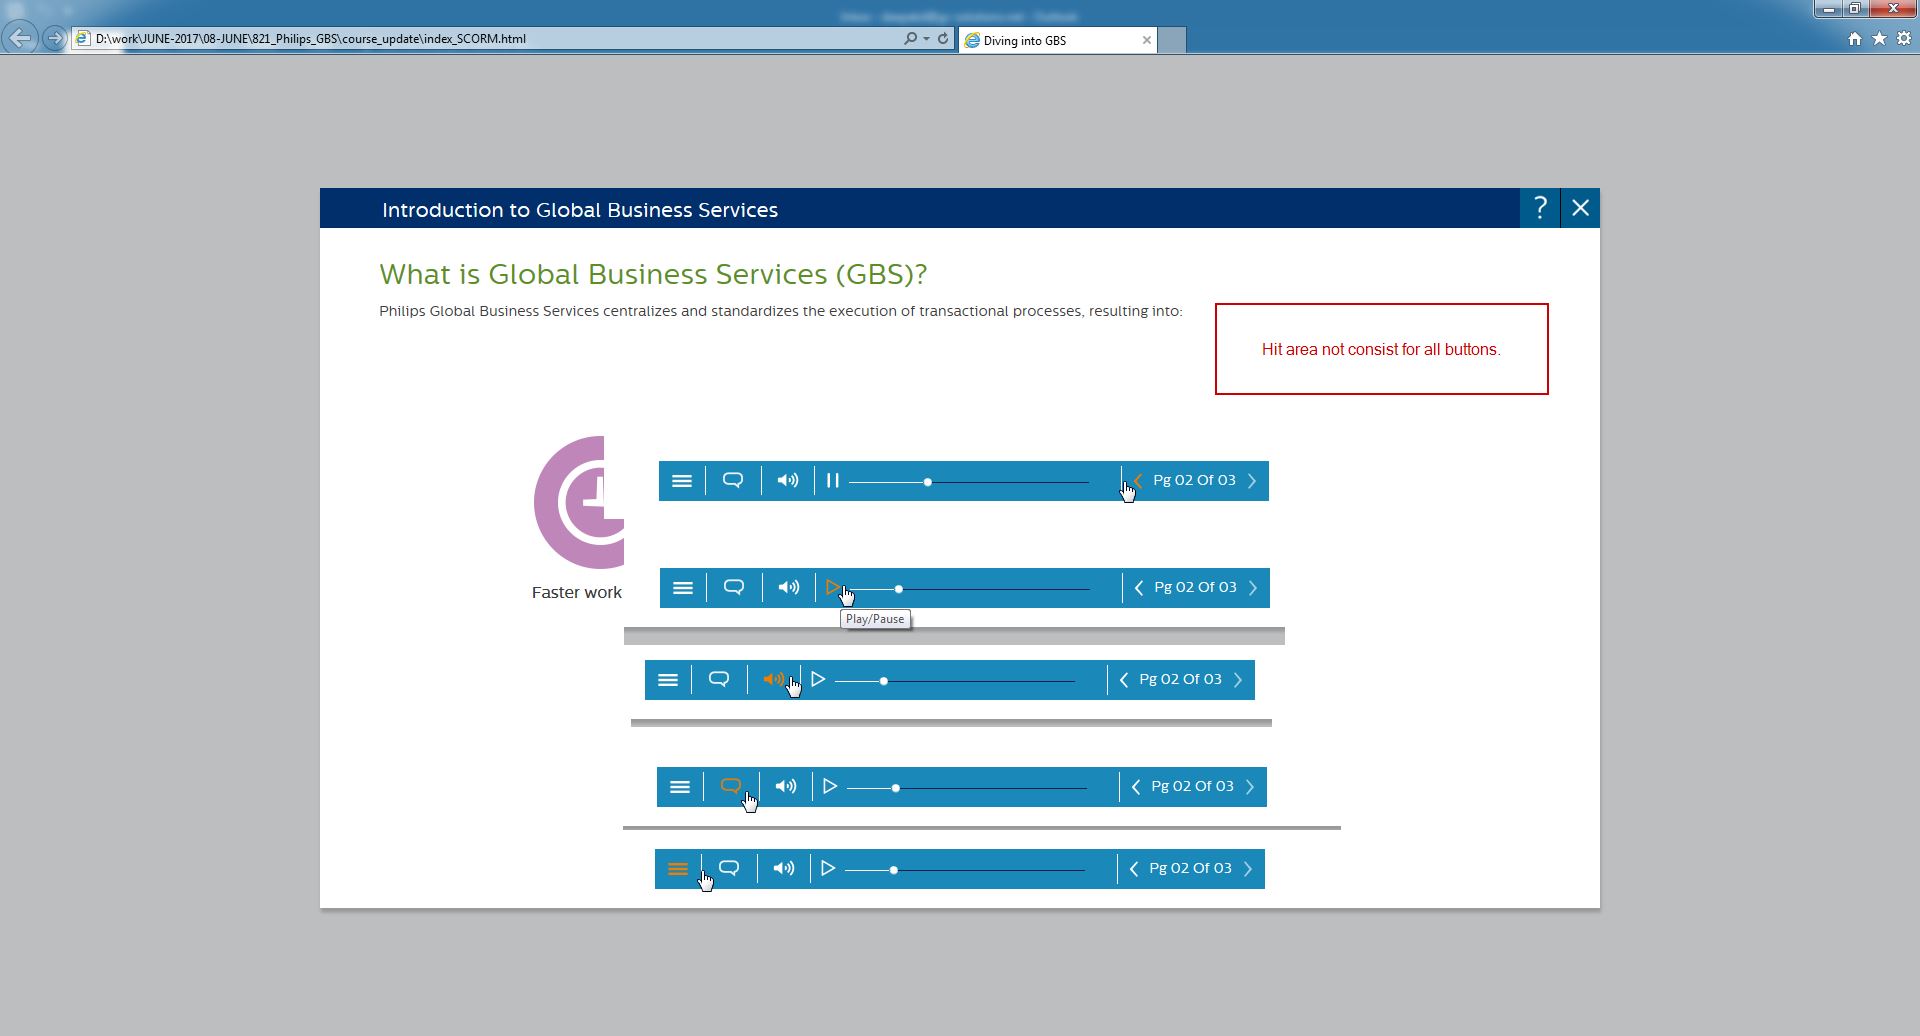 D:\work\JUNE-2017\08-JUNE\821_Philips_GBS\course_update\index_SCORM.html
Diving into GBS
Introduction to Global Business Services
?
What is Global Business Services (GBS)?
Philips Global Business Services centralizes and standardizes the execution of transactional processes, resulting into:
Hit area not consist for all buttons.
Pg 02 Of 03
Pg 02 Of 03
Faster work
Play/Pause
Pg 02 Of 03
Pg 02 Of 03
Pg 02 Of 03